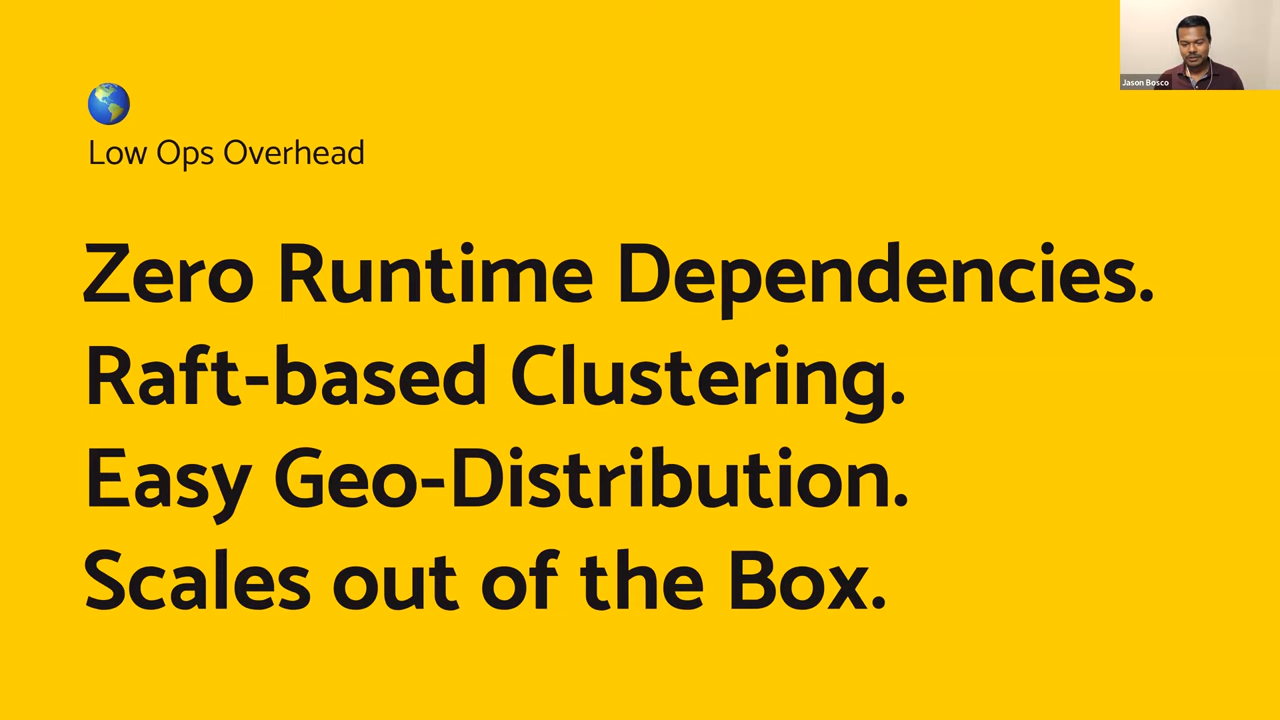 Jason Bosco
Low Ops Overhead
Zero Runtime Dependencies.
Raft-based Clustering.
Easy Geo-Distribution.
Scales out of the Box.